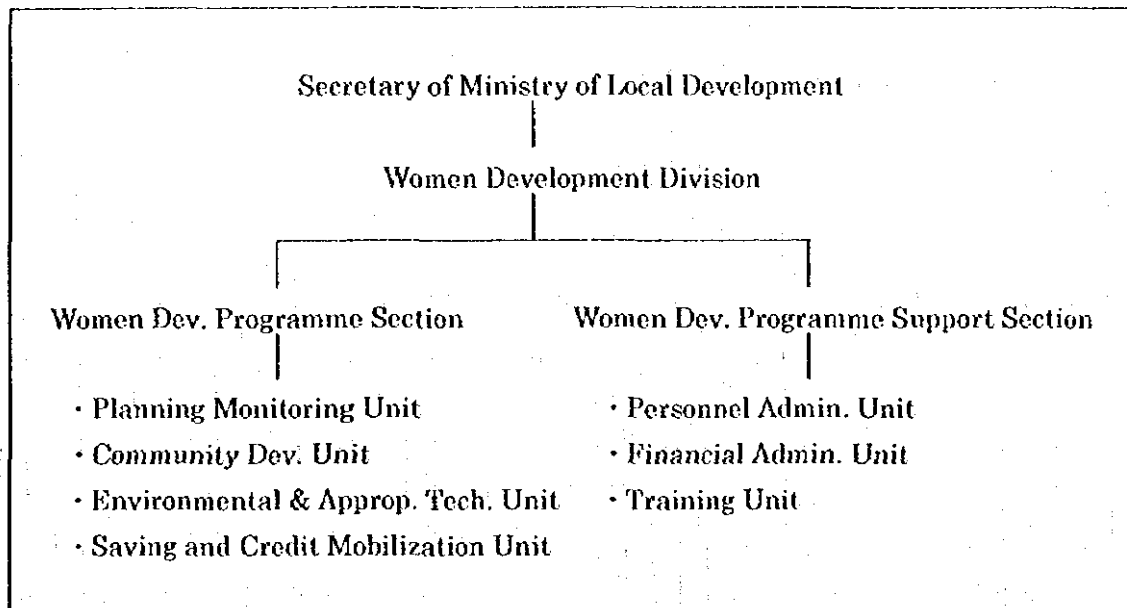 Secretary of Ministry of Local Development
Women Development Division
Women Dev. Programme Section
Women Dev. Programme Support Section
· Planning Monitoring Unit
· Community Dev. Unit
· Environmental & Approp. Tech. Unit
· Saving and Credit Mobilization Unit
· Personnel Admin. Unit
· Financial Admin. Unit
· Training Unit